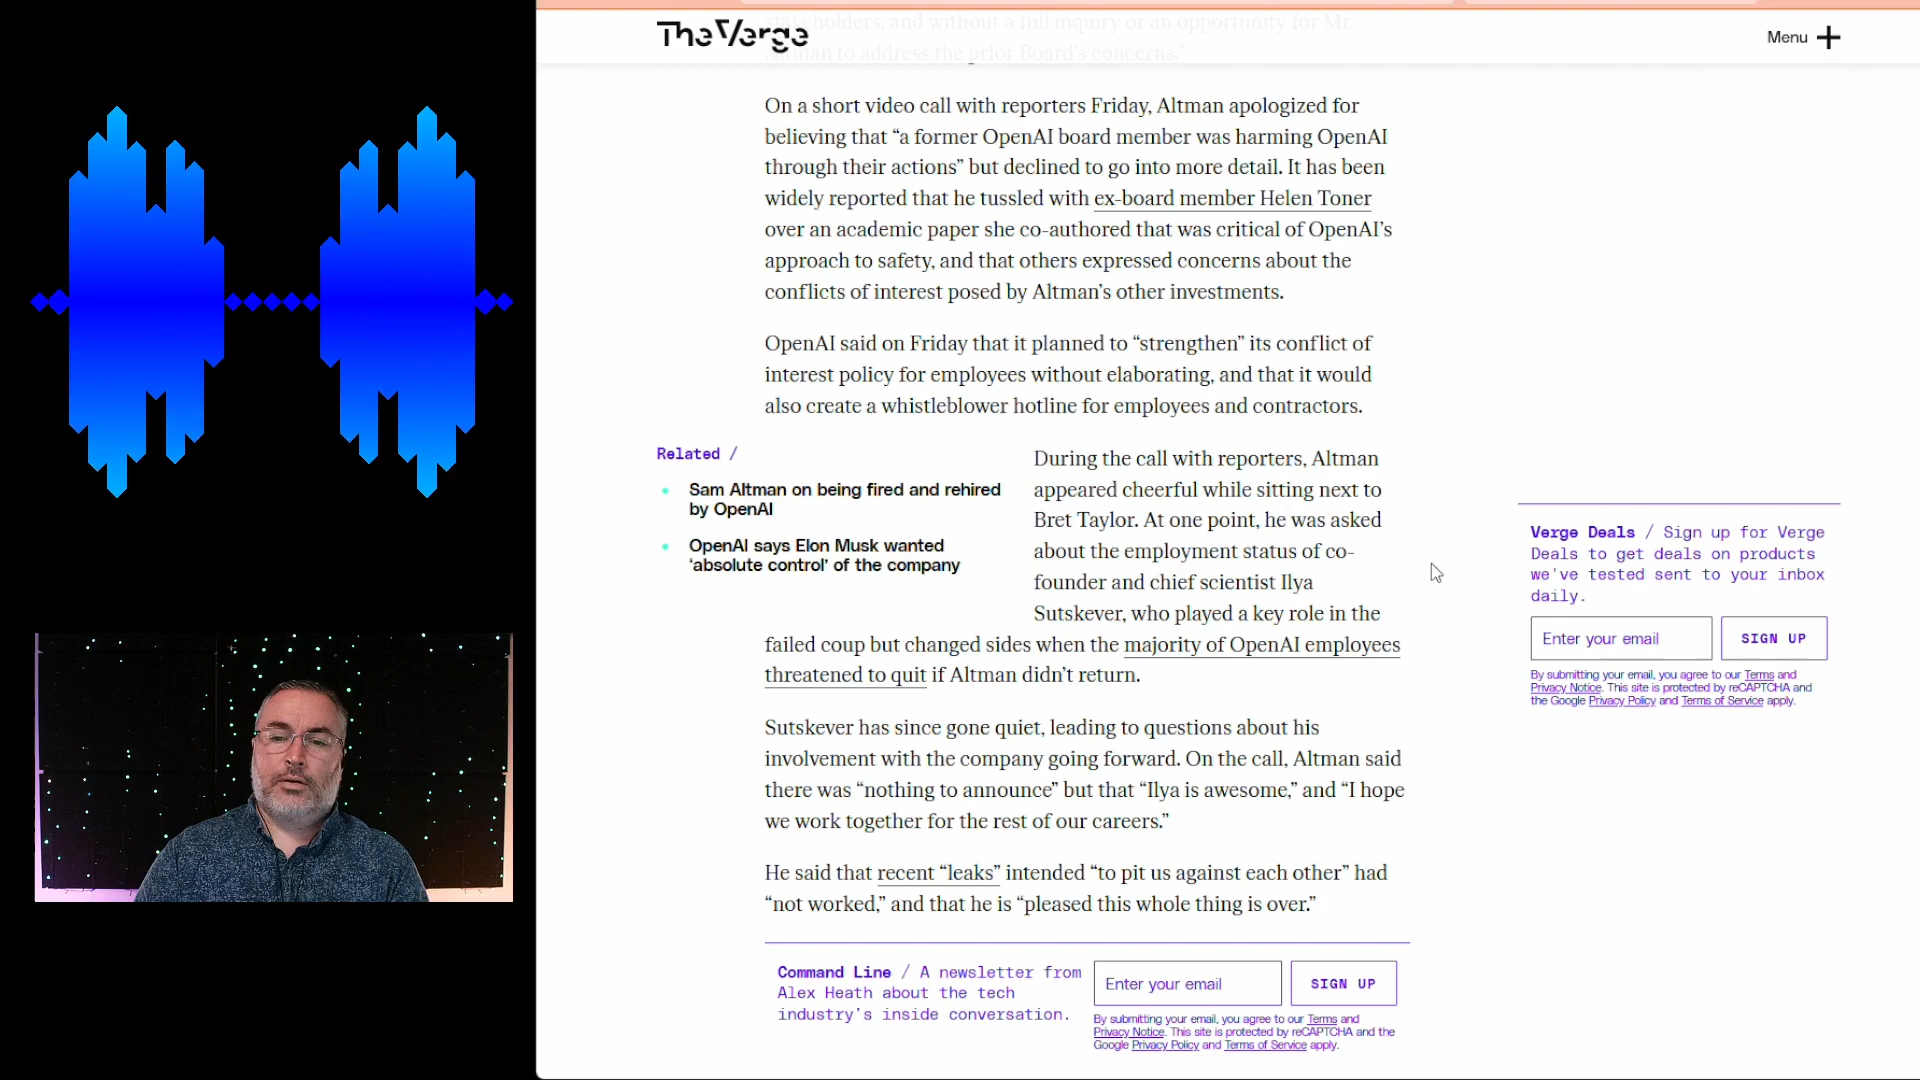 stakeholders, and without a full inquiry or an opportunity for Mr.
Altman to address the prior Board's concerns.”
The Verge
Menu
On a short video call with reporters Friday, Altman apologized for
believing that “a former OpenAI board member was harming OpenAI
through their actions” but declined to go into more detail. It has been
widely reported that he tussled with ex-board member Helen Toner
over an academic paper she co-authored that was critical of OpenAI’s
approach to safety, and that others expressed concerns about the
conflicts of interest posed by Altman’s other investments.
OpenAI said on Friday that it planned to “strengthen” its conflict of
interest policy for employees without elaborating, and that it would
also create a whistleblower hotline for employees and contractors.
Related /
Sam Altman on being fired and rehired
by OpenAI
OpenAI says Elon Musk wanted
‘absolute control’ of the company
During the call with reporters, Altman
appeared cheerful while sitting next to
Bret Taylor. At one point, he was asked
about the employment status of co-
founder and chief scientist Ilya
Sutskever, who played a key role in the
failed coup but changed sides when the majority of OpenAI employees
threatened to quit if Altman didn’t return.
Sutskever has since gone quiet, leading to questions about his
involvement with the company going forward. On the call, Altman said
there was “nothing to announce” but that “Ilya is awesome,” and “I hope
we work together for the rest of our careers.”
He said that recent “leaks” intended “to pit us against each other” had
“not worked,” and that he is “pleased this whole thing is over.”
Command Line / A newsletter from
Alex Heath about the tech
industry’s inside conversation.
Enter your email
SIGN UP
By submitting your email, you agree to our Terms and
Privacy Notice. This site is protected by reCAPTCHA and the
Google Privacy Policy and Terms of Service apply.
Verge Deals / Sign up for Verge
Deals to get deals on products
we've tested sent to your inbox
daily.
Enter your email
SIGN UP
By submitting your email, you agree to our Terms and
Privacy Notice. This site is protected by reCAPTCHA and
the Google Privacy Policy and Terms of Service apply.